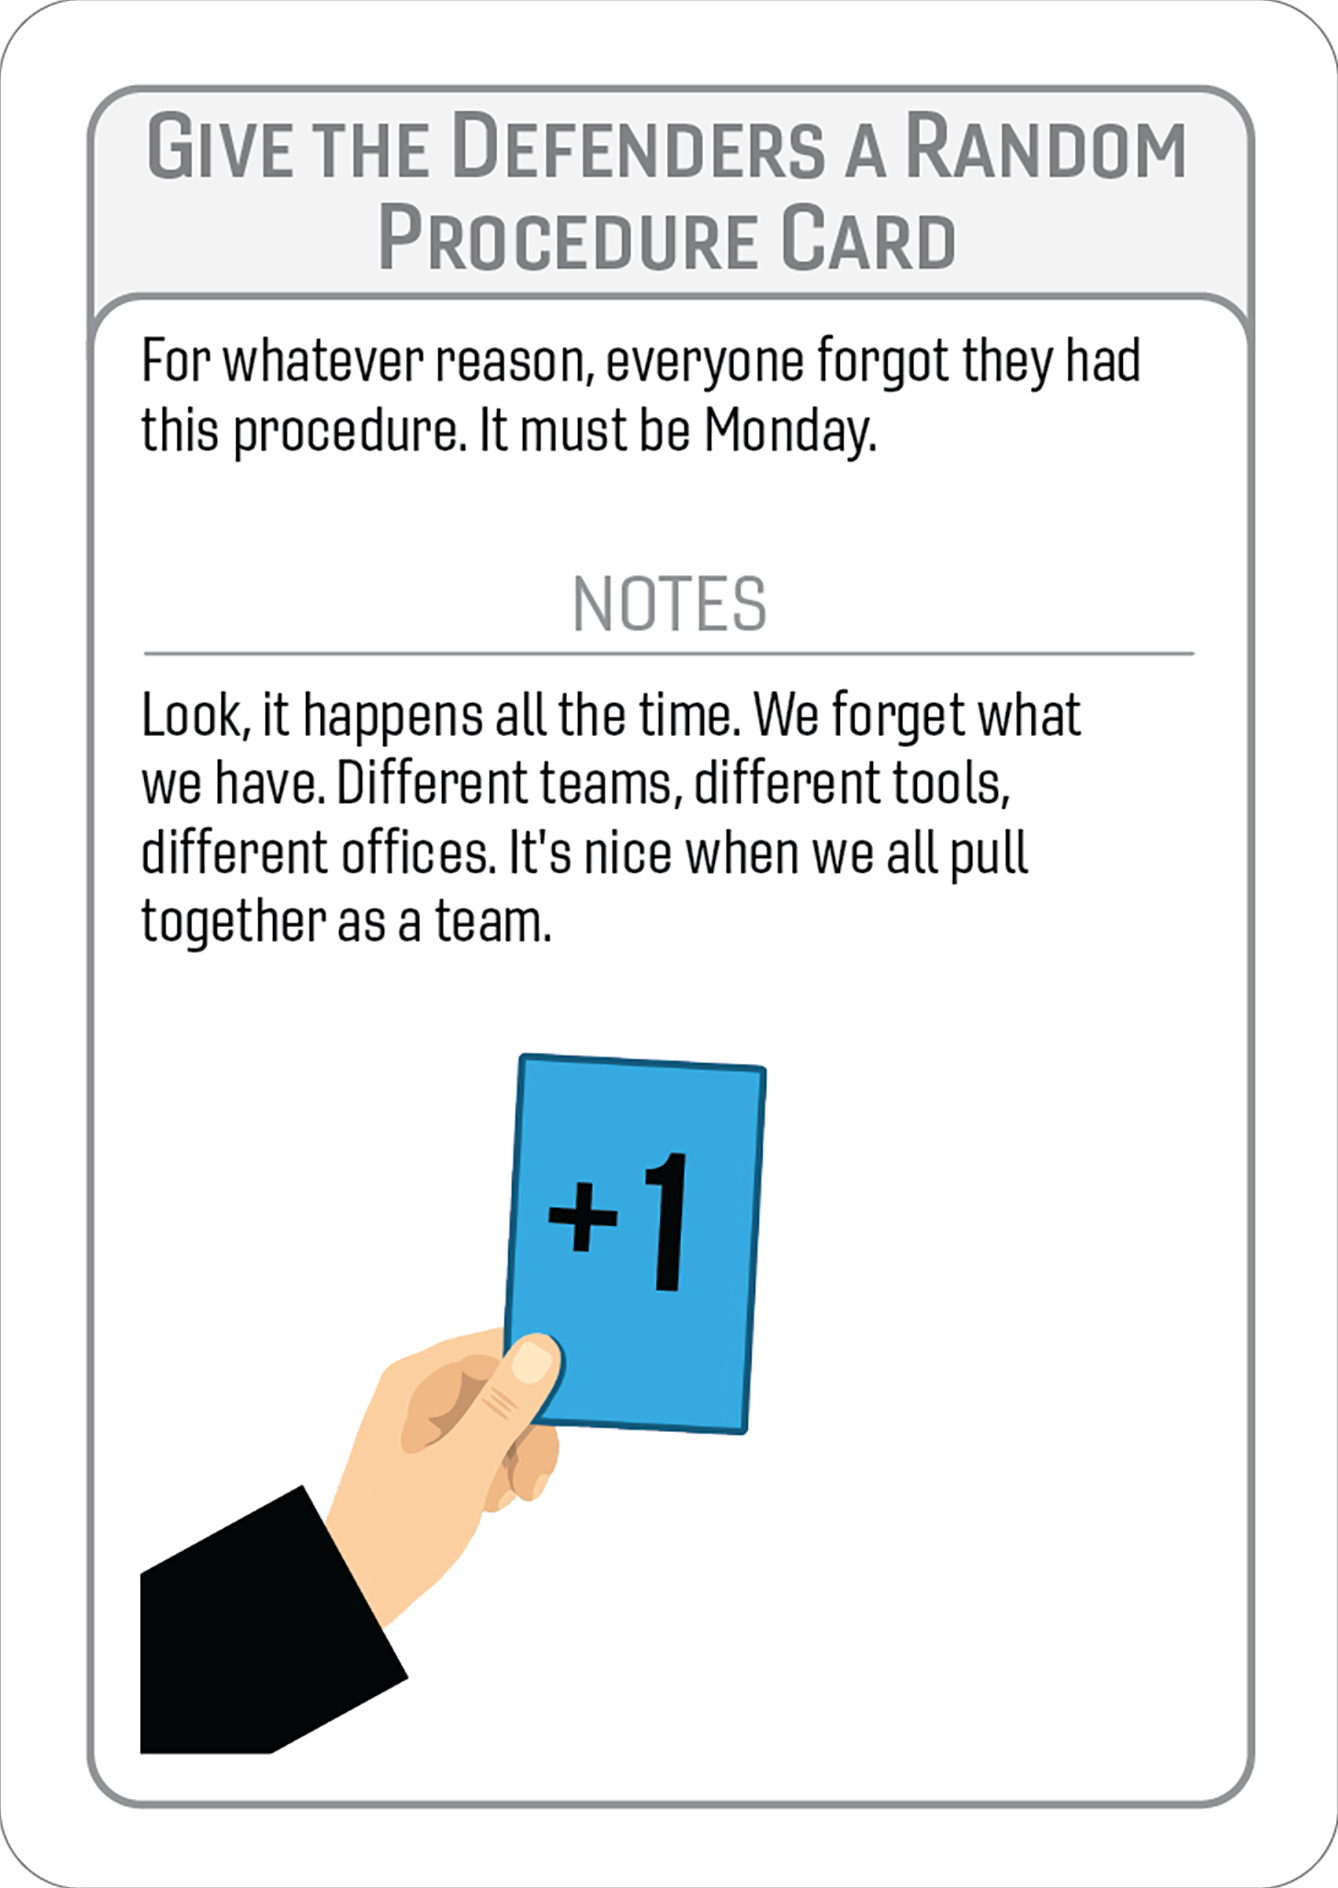 GIVE THE DEFENDERS A RANDOM
PROCEDURE CARD
For whatever reason, everyone forgot they had
this procedure. It must be Monday.
NOTES
Look, it happens all the time. We forget what
we have. Different teams, different tools,
different offices. It's nice when we all pull
together as a team.
+1